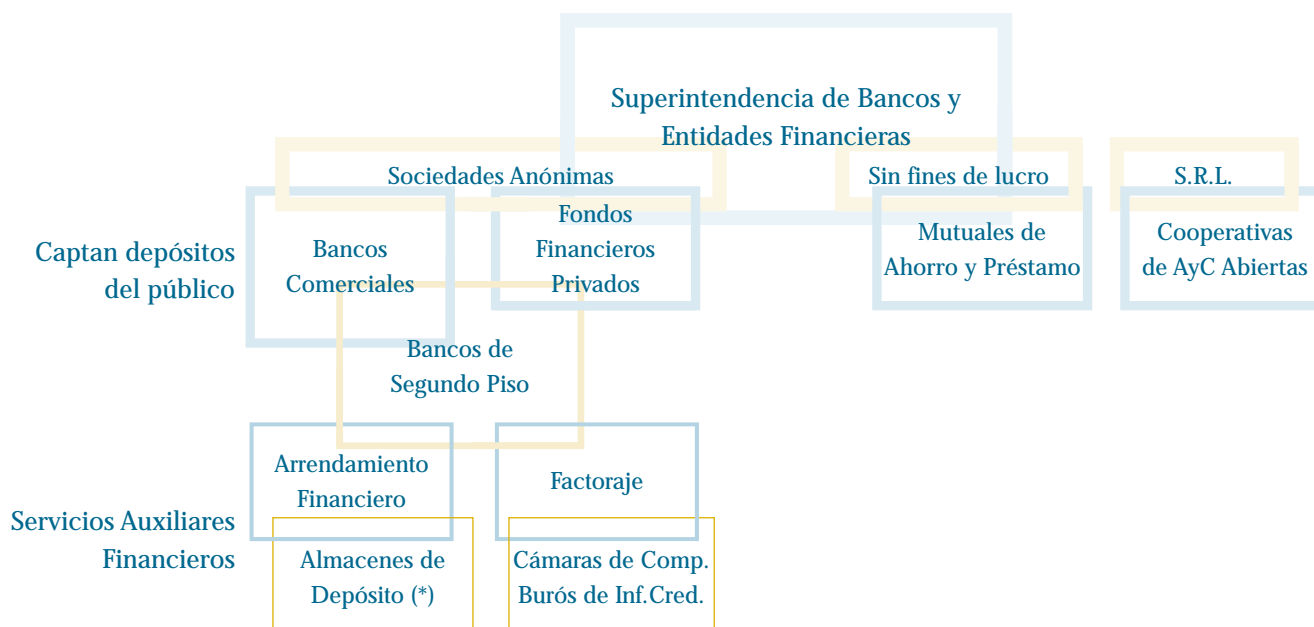 Superintendencia de Bancos y
Entidades Financieras
Sociedades Anónimas
Sin fines de lucro
S.R.L.
Captan depósitos
del público
Bancos
Comerciales
Fondos
Financieros
Privados
Mutuales de
Ahorro y Préstamo
Cooperativas
de AyC Abiertas
Bancos de
Segundo Piso
Servicios Auxiliares
Financieros
Arrendamiento
Financiero
Factoraje
Almacenes de
Depósito (*)
Cámaras de Comp.
Burós de Inf.Cred.